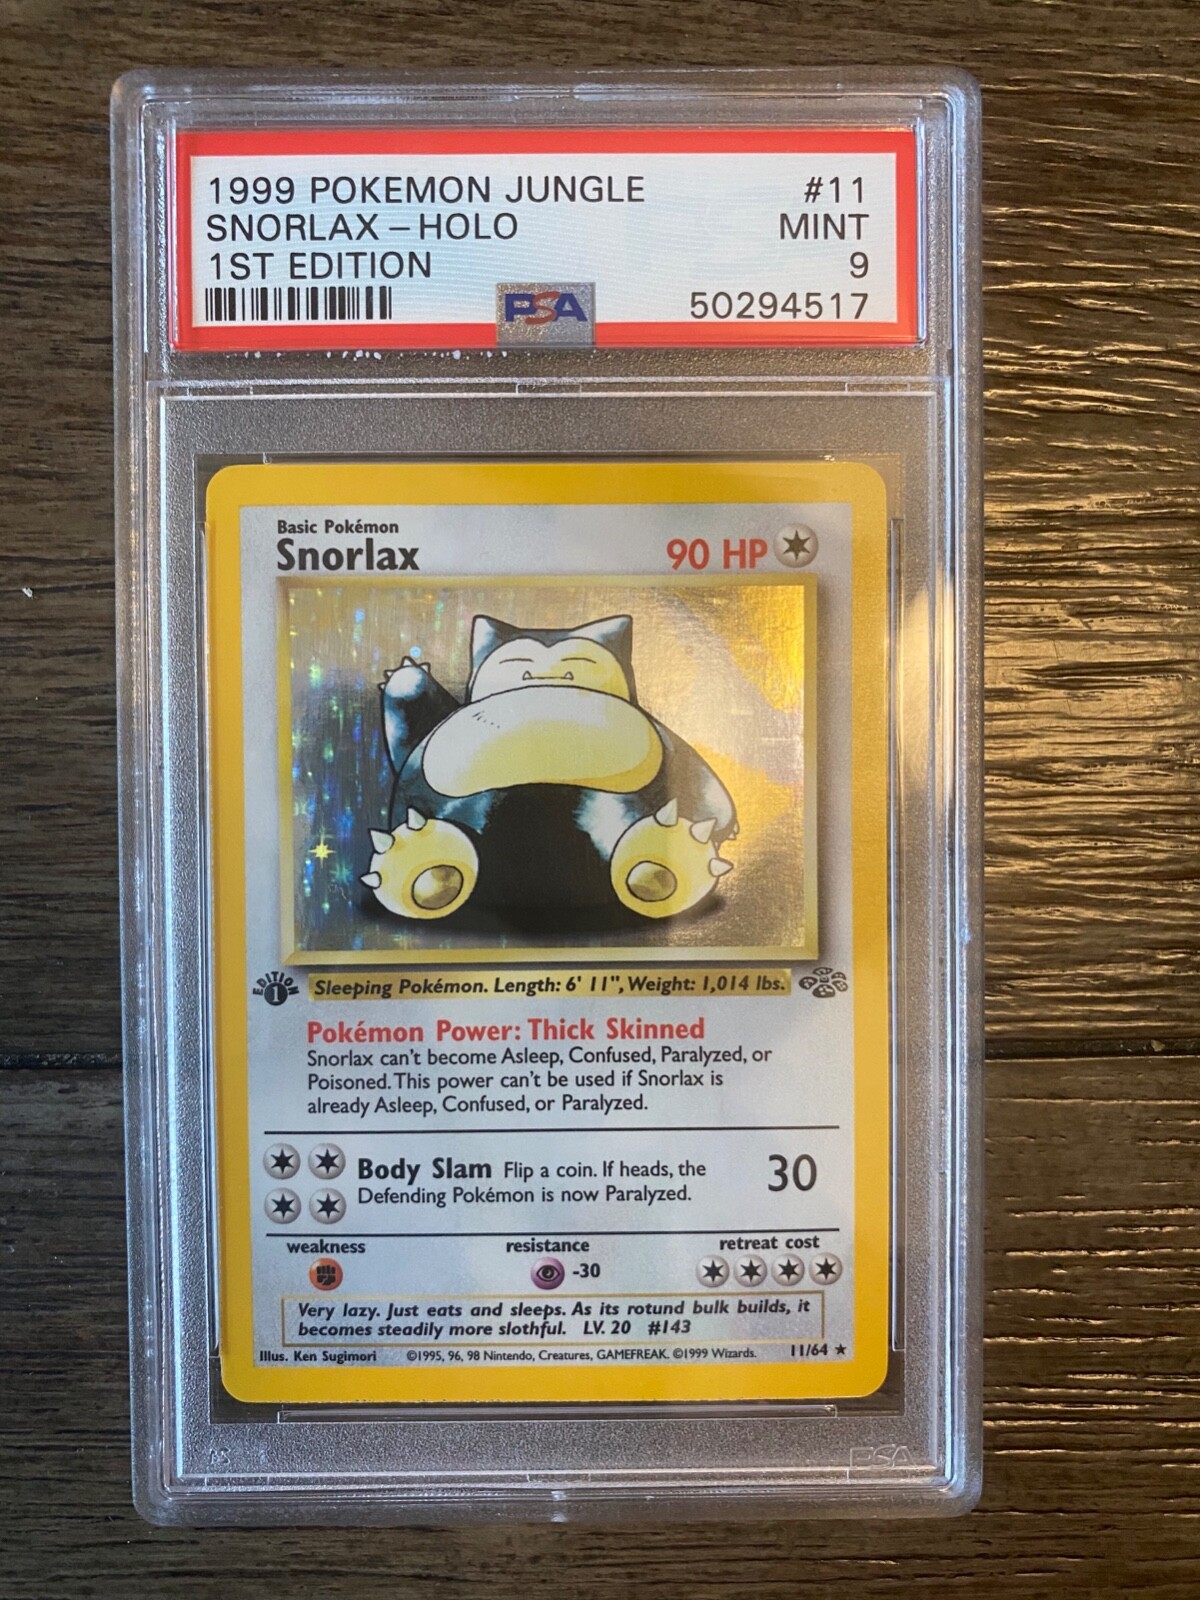 1999 POKEMON JUNGLE #11
SNORLAX - HOLO MINT
1ST EDITION 9
PSA 50294517
Basic Pokémon
Snorlax 90 HP
EDITION 1 Sleeping Pokémon. Length: 6' 11", Weight: 1,014 lbs.
Pokémon Power: Thick Skinned
Snorlax can't become Asleep, Confused, Paralyzed, or
Poisoned. This power can't be used if Snorlax is
already Asleep, Confused, or Paralyzed.
Body Slam Flip a coin. If heads, the
Defending Pokémon is now Paralyzed. 30
weakness resistance retreat cost
-30
Very lazy. Just eats and sleeps. As its rotund bulk builds, it
becomes steadily more slothful. LV. 20 #143
Illus. Ken Sugimori ©1995, 96, 98 Nintendo, Creatures, GAMEFREAK. ©1999 Wizards. 11/64 ★
PSA